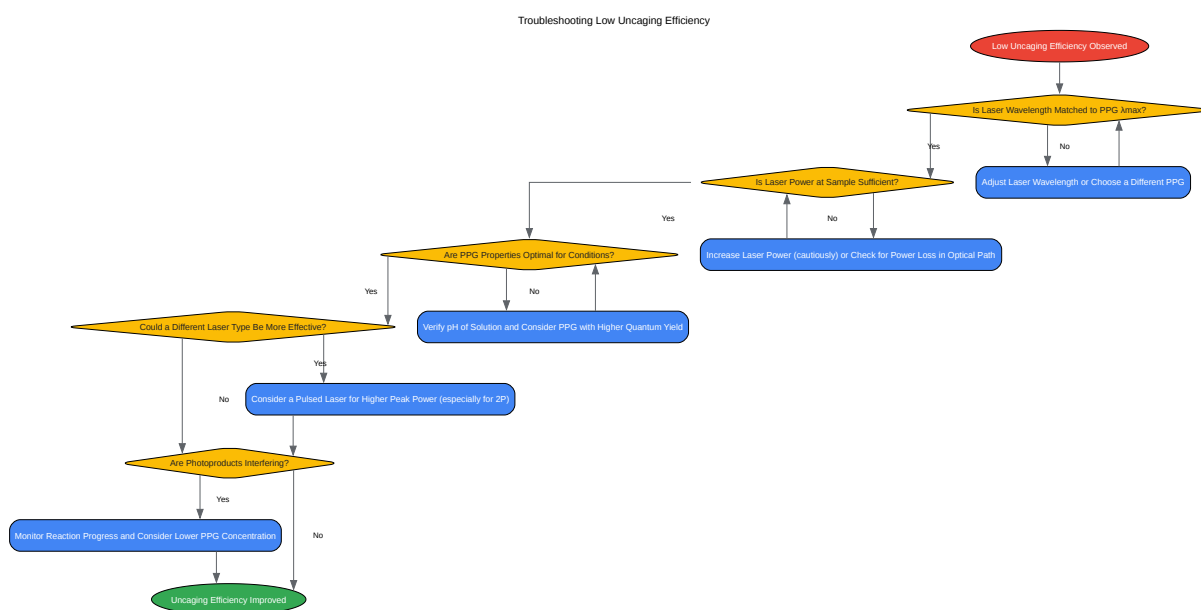 Troubleshooting Low Uncaging Efficiency
Low Uncaging Efficiency Observed
Is Laser Wavelength Matched to PPG λmax?
Yes
No
Adjust Laser Wavelength or Choose a Different PPG
Is Laser Power at Sample Sufficient?
Yes
No
Increase Laser Power (cautiously) or Check for Power Loss in Optical Path
Are PPG Properties Optimal for Conditions?
Yes
No
Verify pH of Solution and Consider PPG with Higher Quantum Yield
Could a Different Laser Type Be More Effective?
Yes
No
Consider a Pulsed Laser for Higher Peak Power (especially for 2P)
Are Photoproducts Interfering?
Yes
No
Monitor Reaction Progress and Consider Lower PPG Concentration
Uncaging Efficiency Improved